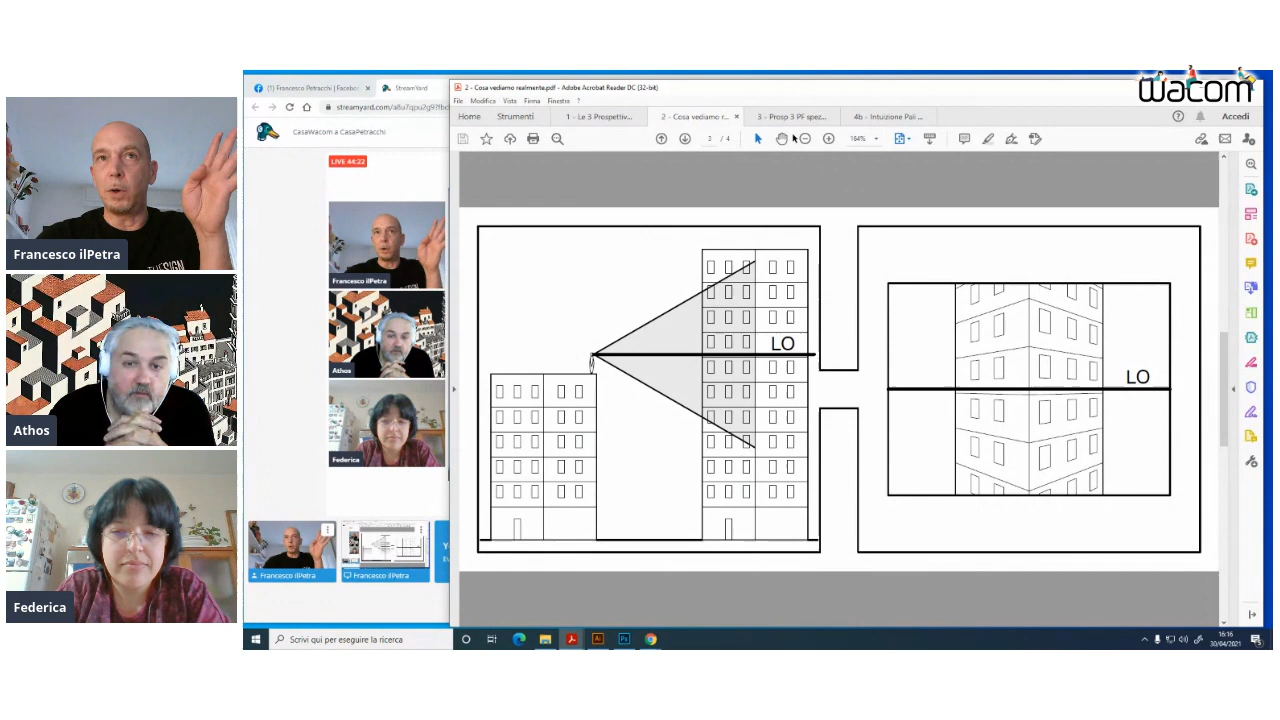 wacom
(1) Francesco Petracchi | Facebo
StreamYard
streamyard.com/a8u7qpu2g97fbd
CasaWacom a CasaPetracchi
LIVE 44:22
Francesco ilPetra
Athos
Federica
Francesco ilPetra
Francesco ilPetra
2 - Cosa vediamo realmente.pdf - Adobe Acrobat Reader DC (32-bit)
File Modifica Vista Firma Finestra ?
Home Strumenti 1 - Le 3 Prospettiv... 2 - Cosa vediamo r... × 3 - Prosp 3 PF spez... 4b - Intuizione Pali ... Accedi
3 / 4 164%
LO
LO
Francesco ilPetra
Athos
Federica
Scrivi qui per eseguire la ricerca
16:16
30/04/2021